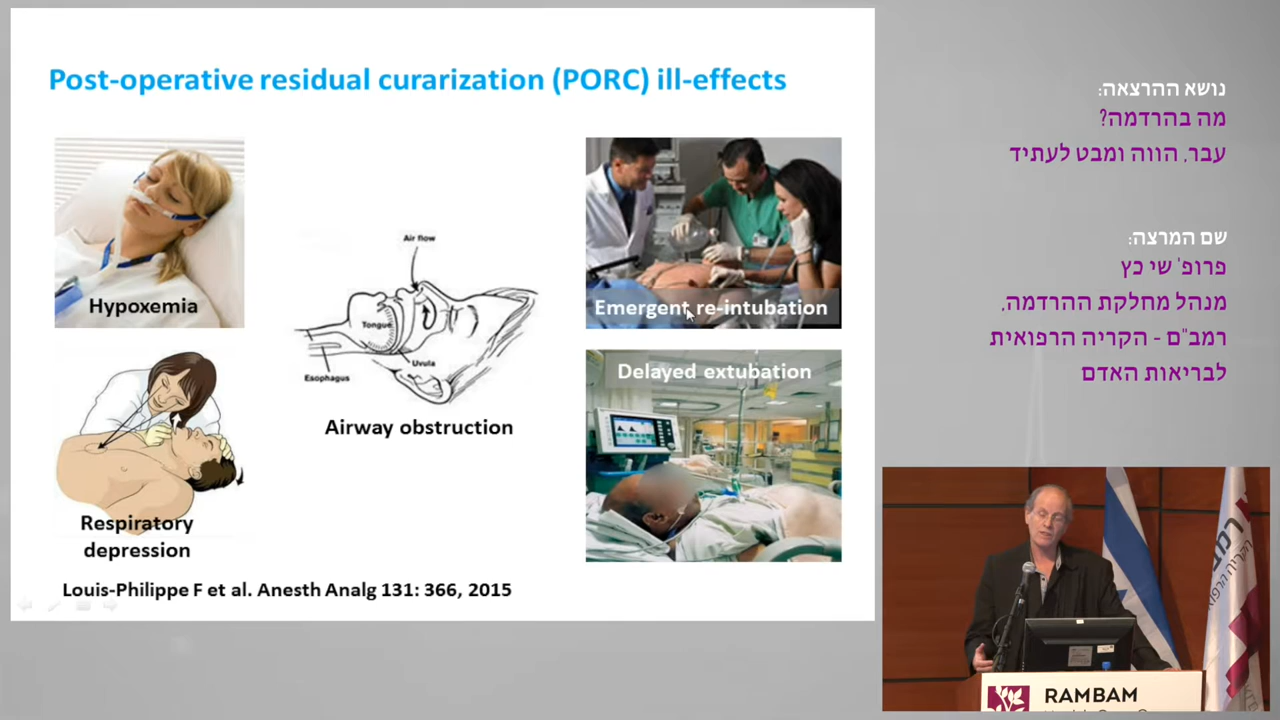 Post-operative residual curarization (PORC) ill-effects
Hypoxemia
Respiratory
depression
Air flow
Tongue
Uvula
Esophagus
Airway obstruction
Emergent re-intubation
Delayed extubation
Louis-Philippe F et al. Anesth Analg 131: 366, 2015
נושא ההרצאה:
מה בהרדמה?
עבר, הווה ומבט לעתיד
שם המרצה:
פרופ' שי כץ
מנהל מחלקת ההרדמה,
רמב"ם - הקריה הרפואית
לבריאות האדם
RAMBAM